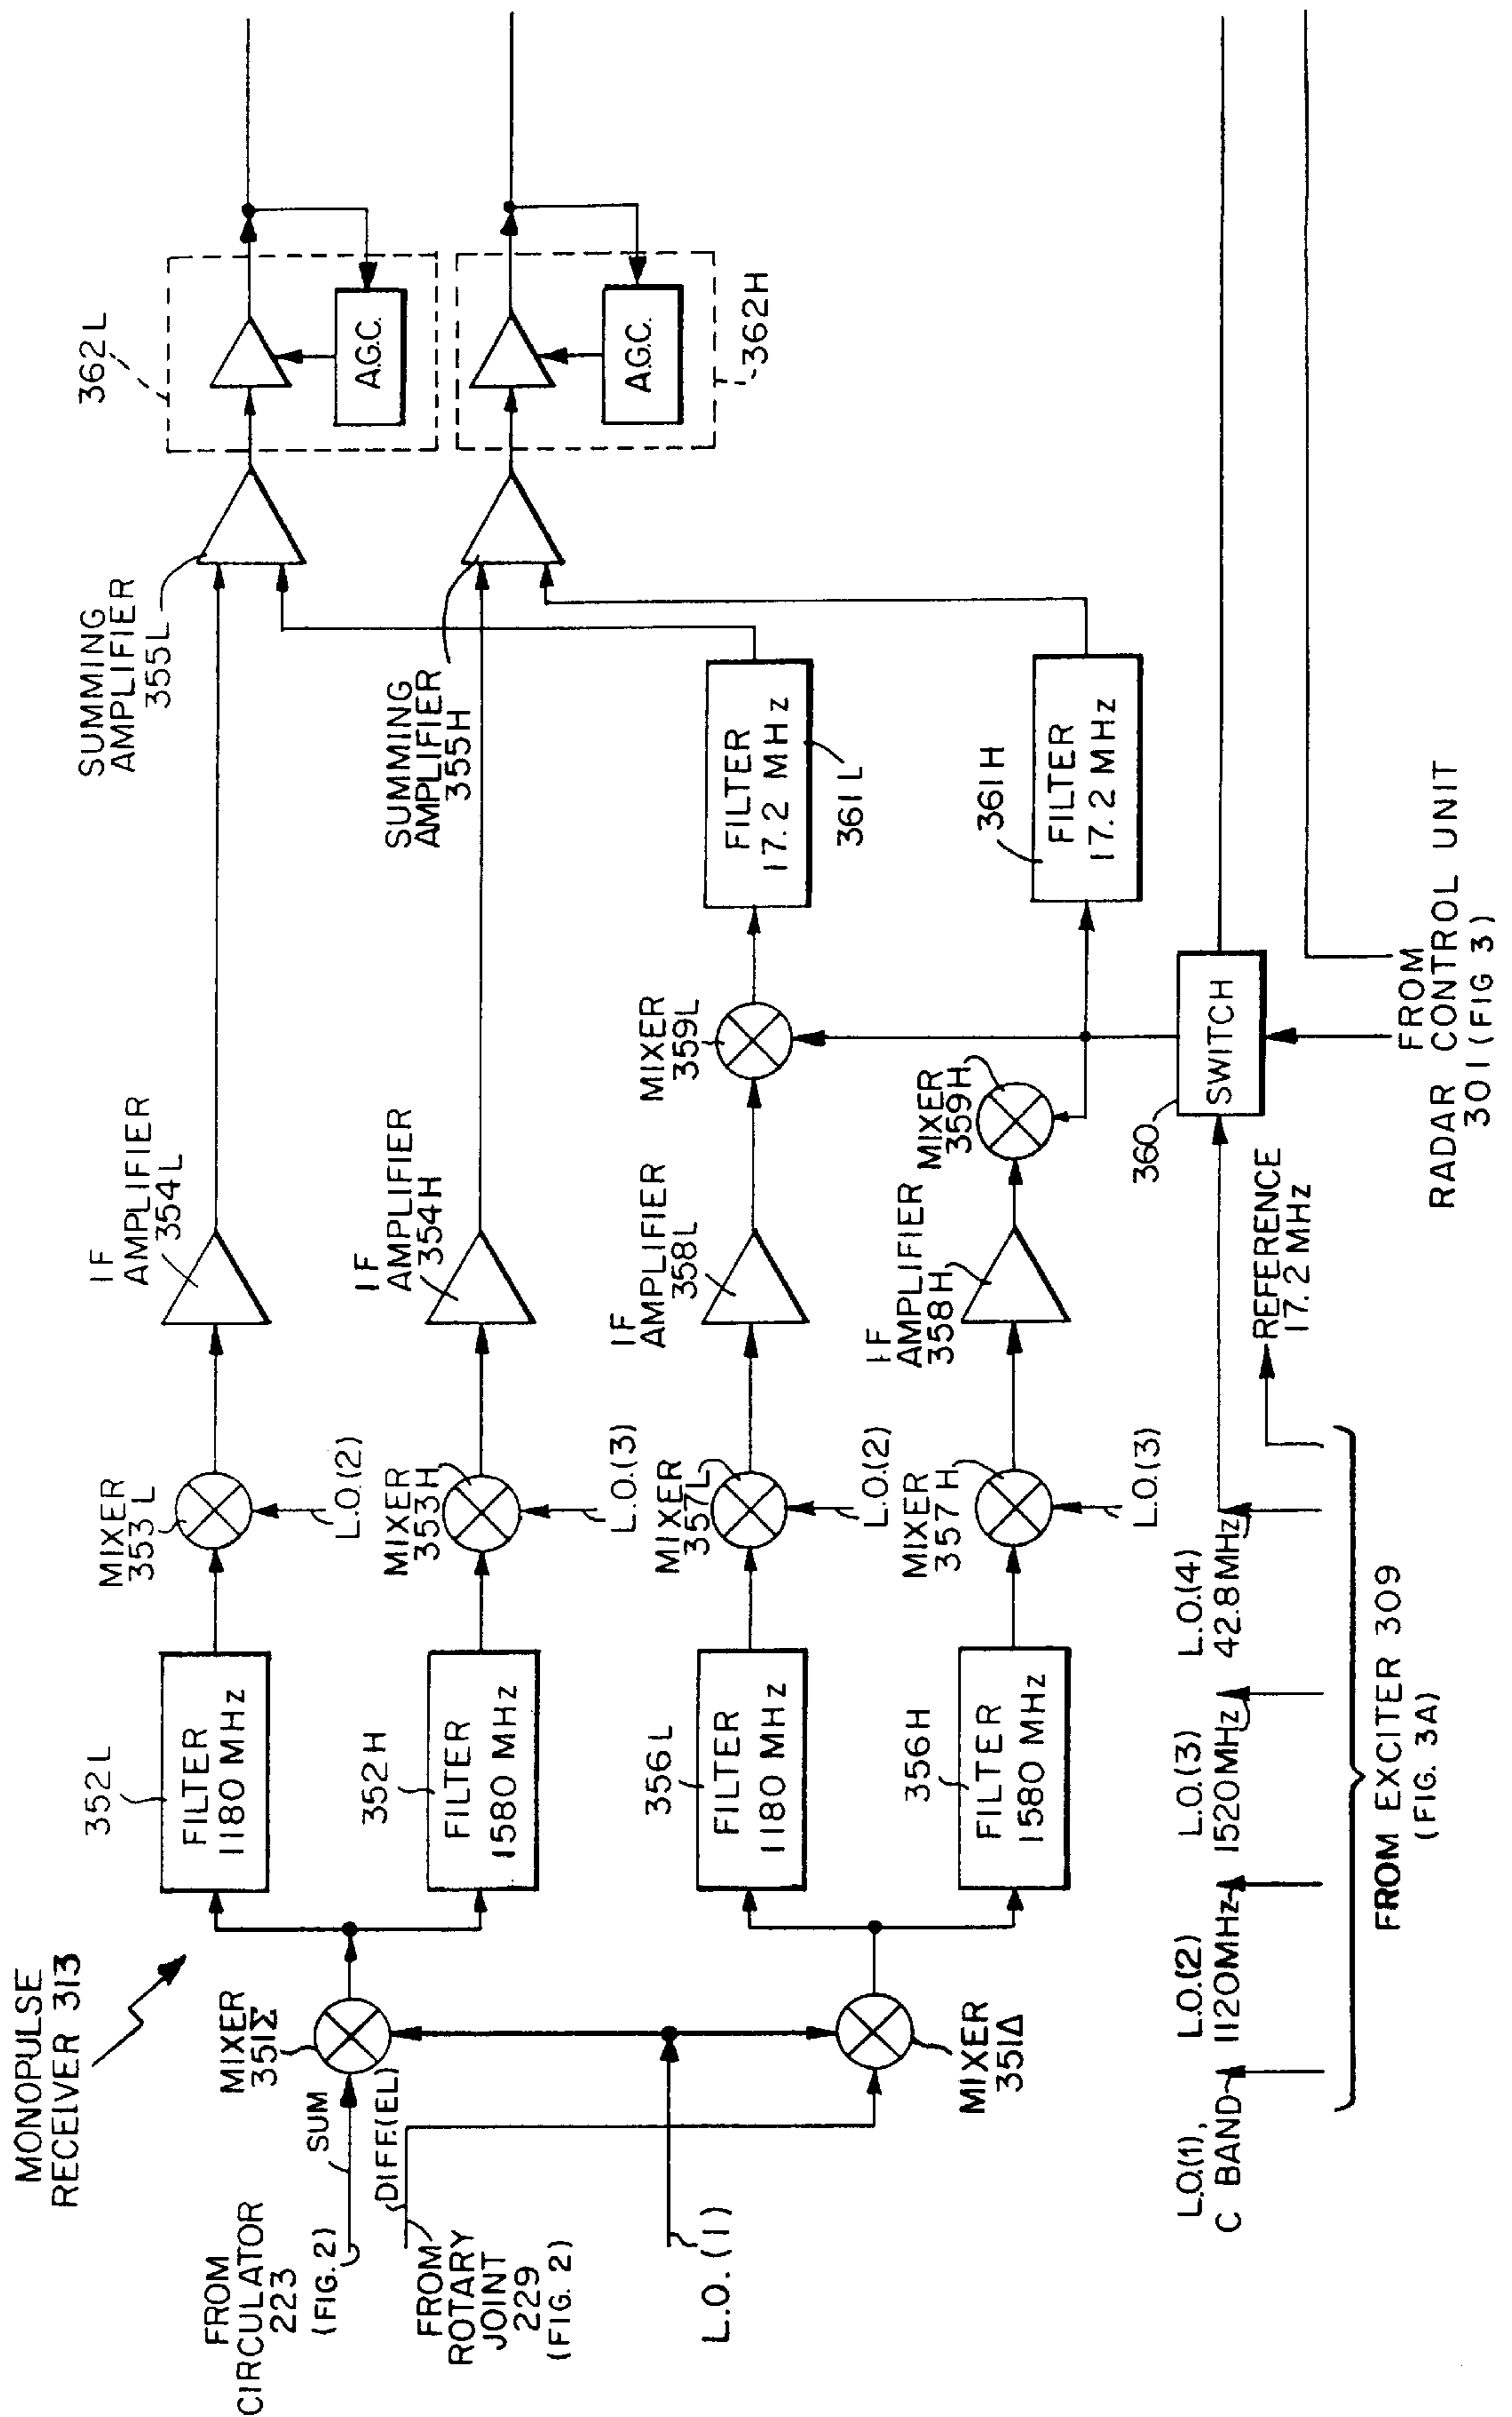 MONOPULSE
RECEIVER 313
FROM
CIRCULATOR
223
(FIG. 2)
SUM
DIFF.(EL)
FROM
ROTARY
JOINT
229
(FIG. 2)
L.O. (1)
MIXER
351Σ
MIXER
351Δ
352L
FILTER
1180 MHz
352H
FILTER
1580 MHz
356L
FILTER
1180 MHz
356H
FILTER
1580 MHz
MIXER
353L
L.O.(2)
MIXER
353H
L.O.(3)
MIXER
357L
L.O.(2)
MIXER
357H
L.O.(3)
IF
AMPLIFIER
354L
IF
AMPLIFIER
354H
IF
AMPLIFIER
358L
IF
AMPLIFIER
358H
MIXER
359L
MIXER
359H
FILTER
17.2 MHz
361L
361H
FILTER
17.2 MHz
SUMMING
AMPLIFIER
355L
SUMMING
AMPLIFIER
355H
362L
A.G.C.
A.G.C.
362H
L.O.(1),
C BAND
L.O.(2)
1120MHz
L.O.(3)
1520MHz
L.O.(4)
42.8MHz
REFERENCE
17.2 MHz
360
SWITCH
FROM
RADAR CONTROL UNIT
301 (FIG 3)
FROM EXCITER 309
(FIG. 3A)